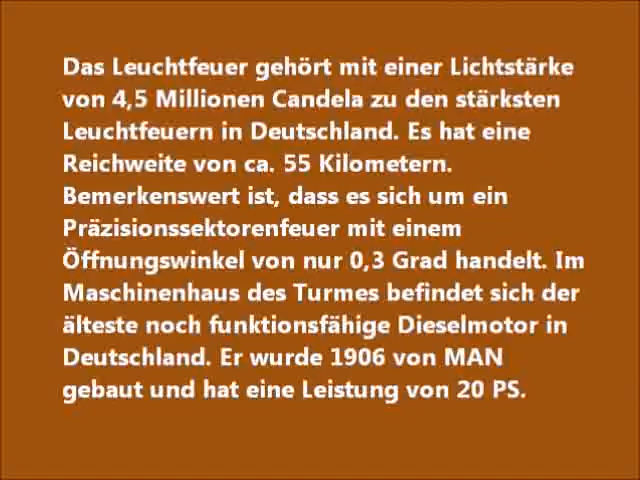 Das Leuchtfeuer gehört mit einer Lichtstärke
von 4,5 Millionen Candela zu den stärksten
Leuchtfeuern in Deutschland. Es hat eine
Reichweite von ca. 55 Kilometern.
Bemerkenswert ist, dass es sich um ein
Präzisionssektorenfeuer mit einem
Öffnungswinkel von nur 0,3 Grad handelt. Im
Maschinenhaus des Turmes befindet sich der
älteste noch funktionsfähige Dieselmotor in
Deutschland. Er wurde 1906 von MAN
gebaut und hat eine Leistung von 20 PS.